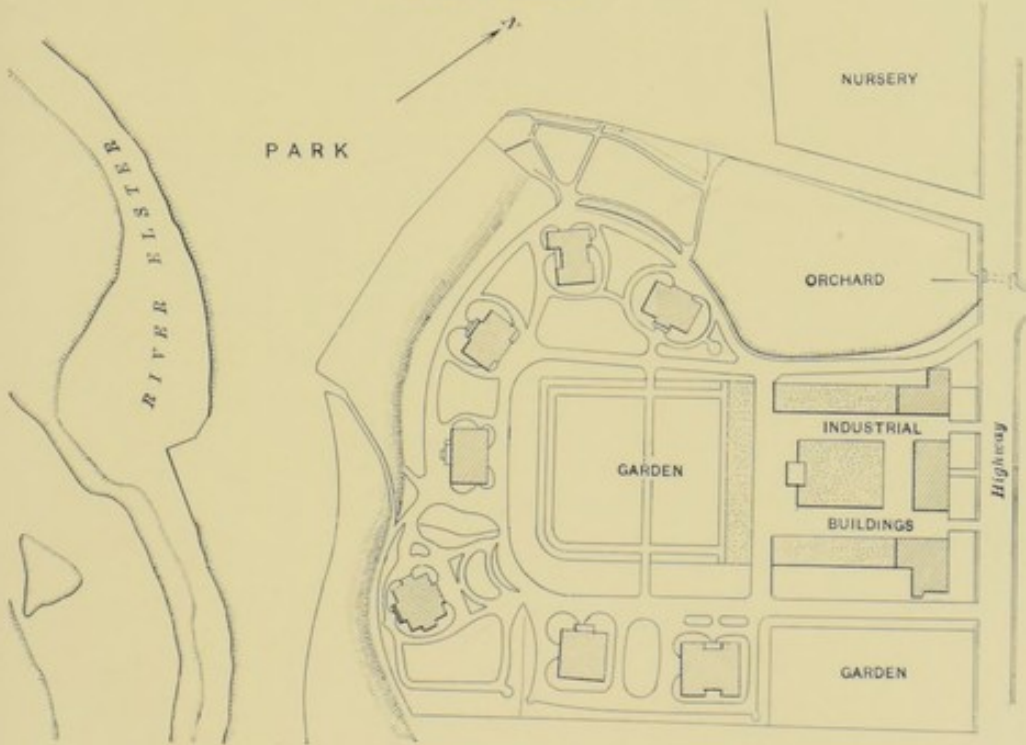 N.
NURSERY
PARK
RIVER ELSTER
ORCHARD
INDUSTRIAL
GARDEN
Highway
BUILDINGS
GARDEN